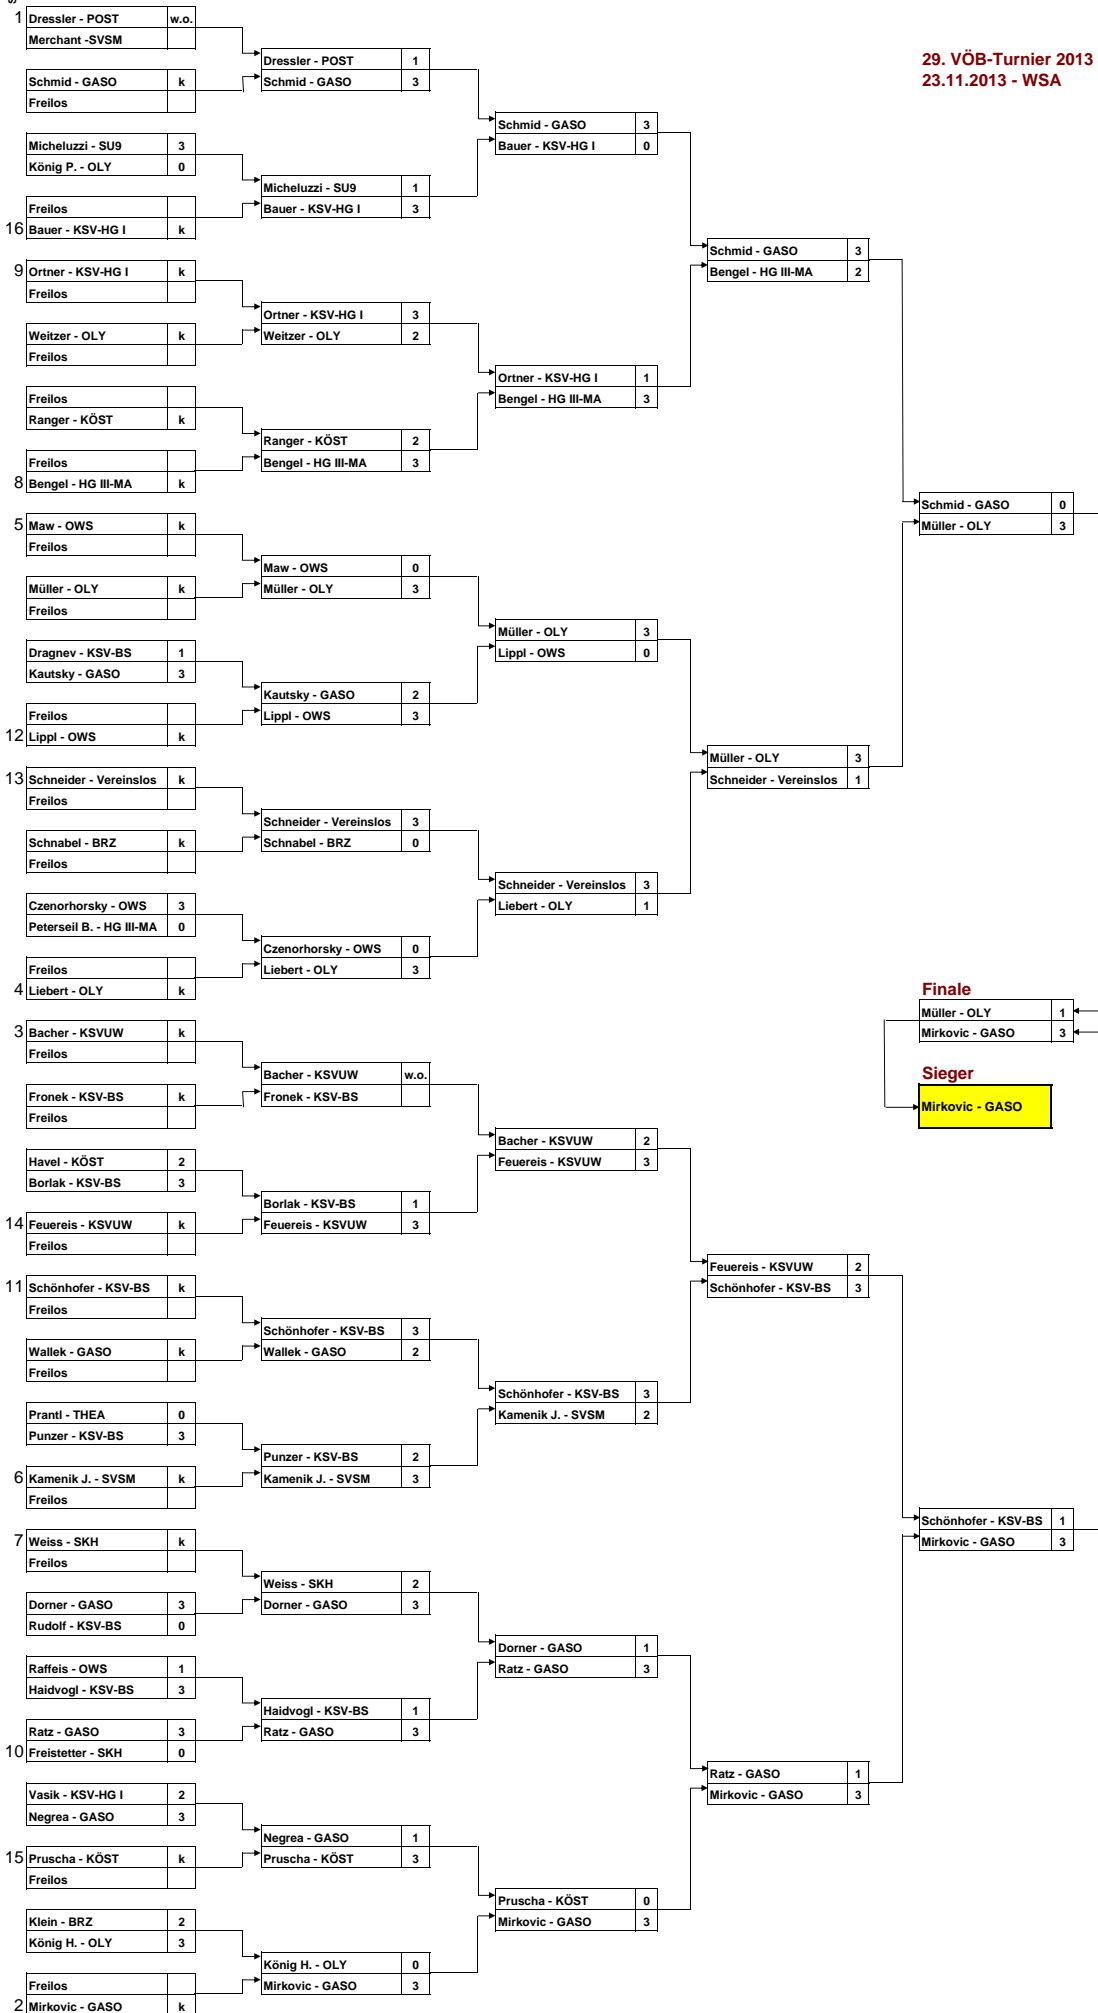 29. VÖB-Turnier 2013
23.11.2013 - WSA
1 Dressler - POST w.o.
Merchant -SVSM
Schmid - GASO k
Freilos
Micheluzzi - SU9 3
König P. - OLY 0
Freilos
16 Bauer - KSV-HG I k
9 Ortner - KSV-HG I k
Freilos
Weitzer - OLY k
Freilos
Freilos
Ranger - KÖST k
Freilos
8 Bengel - HG III-MA k
5 Maw - OWS k
Freilos
Müller - OLY k
Freilos
Dragnev - KSV-BS 1
Kautsky - GASO 3
Freilos
12 Lippl - OWS k
13 Schneider - Vereinslos k
Freilos
Schnabel - BRZ k
Freilos
Czenorhorsky - OWS 3
Peterseil B. - HG III-MA 0
Freilos
4 Liebert - OLY k
3 Bacher - KSVUW k
Freilos
Fronek - KSV-BS k
Freilos
Havel - KÖST 2
Borlak - KSV-BS 3
14 Feuereis - KSVUW k
Freilos
11 Schönhofer - KSV-BS k
Freilos
Wallek - GASO k
Freilos
Prantl - THEA 0
Punzer - KSV-BS 3
6 Kamenik J. - SVSM k
Freilos
7 Weiss - SKH k
Freilos
Dorner - GASO 3
Rudolf - KSV-BS 0
Raffeis - OWS 1
Haidvogl - KSV-BS 3
Ratz - GASO 3
10 Freistetter - SKH 0
Vasik - KSV-HG I 2
Negrea - GASO 3
15 Pruscha - KÖST k
Freilos
Klein - BRZ 2
König H. - OLY 3
Freilos
2 Mirkovic - GASO k
Dressler - POST 1
Schmid - GASO 3
Micheluzzi - SU9 1
Bauer - KSV-HG I 3
Ortner - KSV-HG I 3
Weitzer - OLY 2
Ranger - KÖST 2
Bengel - HG III-MA 3
Maw - OWS 0
Müller - OLY 3
Kautsky - GASO 2
Lippl - OWS 3
Schneider - Vereinslos 3
Schnabel - BRZ 0
Czenorhorsky - OWS 0
Liebert - OLY 3
Bacher - KSVUW w.o.
Fronek - KSV-BS
Borlak - KSV-BS 1
Feuereis - KSVUW 3
Schönhofer - KSV-BS 3
Wallek - GASO 2
Punzer - KSV-BS 2
Kamenik J. - SVSM 3
Weiss - SKH 2
Dorner - GASO 3
Haidvogl - KSV-BS 1
Ratz - GASO 3
Negrea - GASO 1
Pruscha - KÖST 3
König H. - OLY 0
Mirkovic - GASO 3
Schmid - GASO 3
Bauer - KSV-HG I 0
Ortner - KSV-HG I 1
Bengel - HG III-MA 3
Müller - OLY 3
Lippl - OWS 0
Schneider - Vereinslos 3
Liebert - OLY 1
Bacher - KSVUW 2
Feuereis - KSVUW 3
Schönhofer - KSV-BS 3
Kamenik J. - SVSM 2
Dorner - GASO 1
Ratz - GASO 3
Pruscha - KÖST 0
Mirkovic - GASO 3
Schmid - GASO 3
Bengel - HG III-MA 2
Müller - OLY 3
Schneider - Vereinslos 1
Feuereis - KSVUW 2
Schönhofer - KSV-BS 3
Ratz - GASO 1
Mirkovic - GASO 3
Schmid - GASO 0
Müller - OLY 3
Schönhofer - KSV-BS 1
Mirkovic - GASO 3
Finale
Müller - OLY 1
Mirkovic - GASO 3
Sieger
Mirkovic - GASO